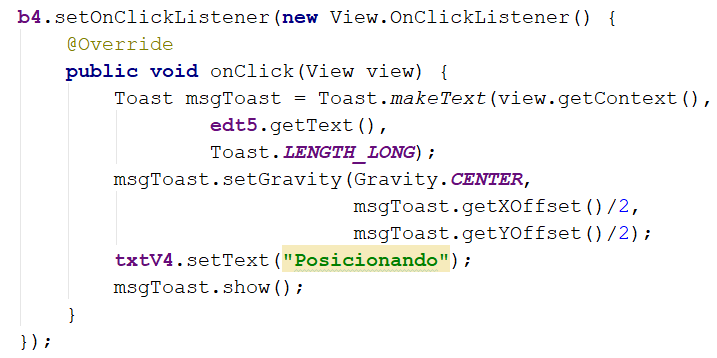 b4.setOnClickListener(new View.OnClickListener() {
    @Override
    public void onClick(View view) {
        Toast msgToast = Toast.makeText(view.getContext(),
                edt5.getText(),
                Toast.LENGTH_LONG);
        msgToast.setGravity(Gravity.CENTER,
                            msgToast.getXOffset()/2,
                            msgToast.getYOffset()/2);
        txtV4.setText("Posicionando");
        msgToast.show();
    }
});